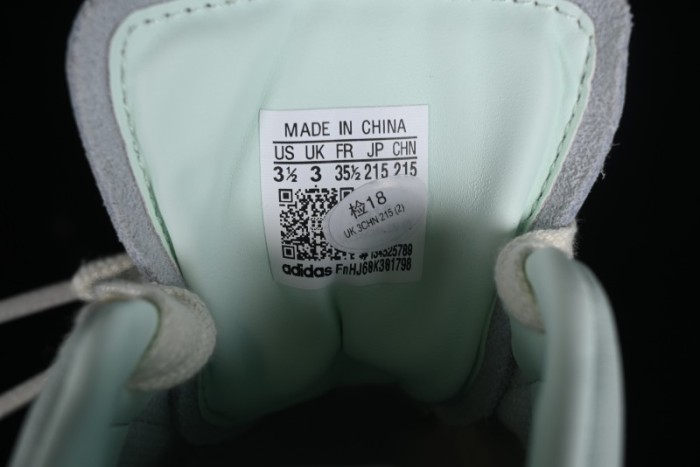 MADE IN CHINA
US UK FR JP CHN
3½ 3 35½ 215 215
检18
UK 3CHN 215 (2)
adidas FnHJ60K301798